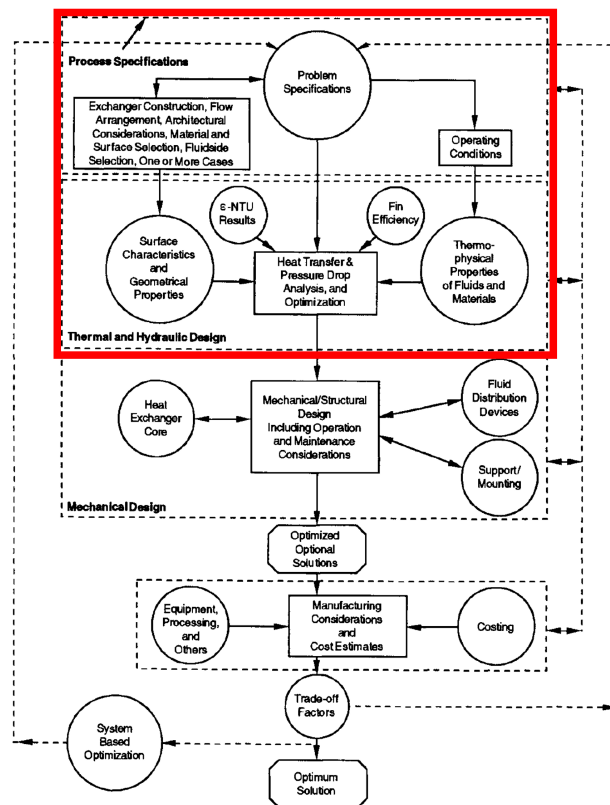 Process Specifications
Problem
Specifications
Exchanger Construction, Flow
Arrangement, Architectural
Considerations, Material and
Surface Selection, Fluidside
Selection, One or More Cases
Operating
Conditions
ε-NTU
Results
Fin
Efficiency
Surface
Characteristics
and
Geometrical
Properties
Heat Transfer &
Pressure Drop
Analysis, and
Optimization
Thermo-
physical
Properties
of Fluids and
Materials
Thermal and Hydraulic Design
Heat
Exchanger
Core
Mechanical/Structural
Design
Including Operation
and Maintenance
Considerations
Fluid
Distribution
Devices
Support/
Mounting
Mechanical Design
Optimized
Optional
Solutions
Equipment,
Processing,
and
Others
Manufacturing
Considerations
and
Cost Estimates
Costing
Trade-off
Factors
System
Based
Optimization
Optimum
Solution